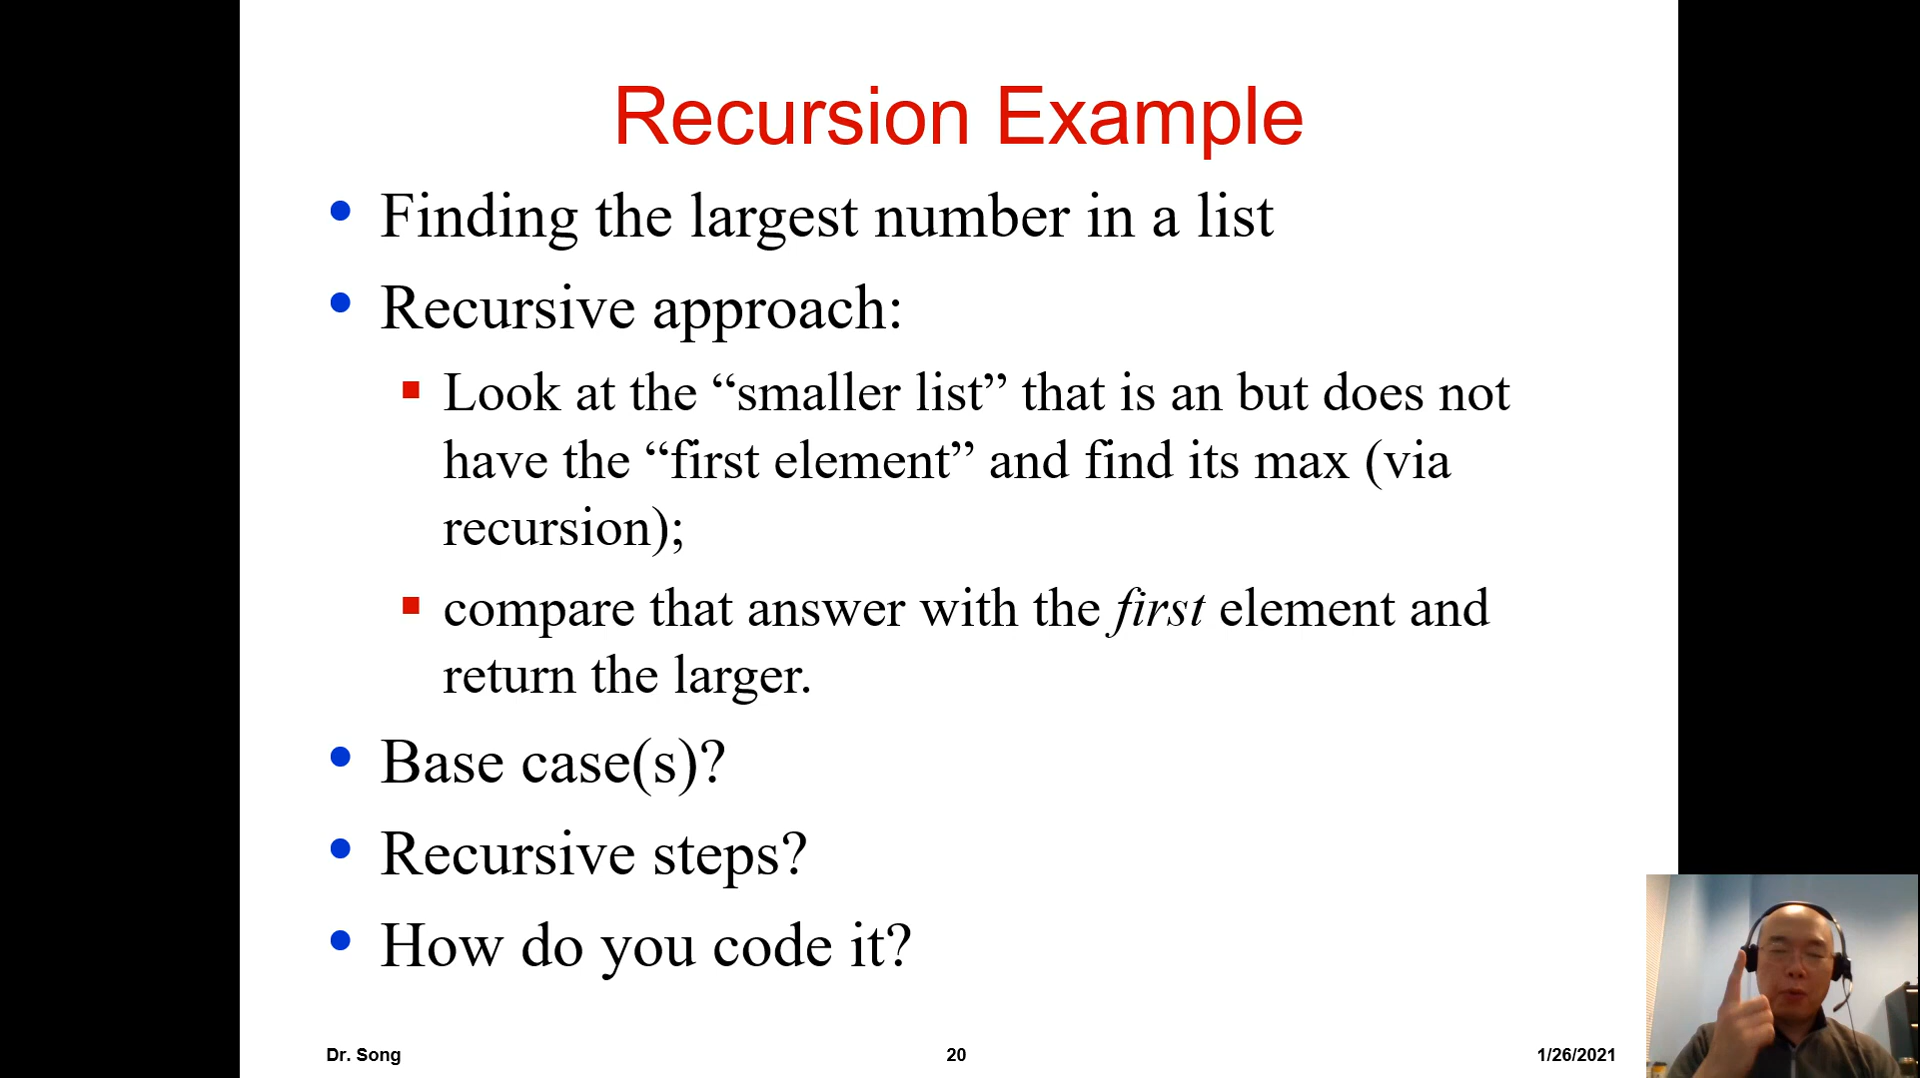 Recursion Example
• Finding the largest number in a list
• Recursive approach:
▪ Look at the “smaller list” that is an but does not
have the “first element” and find its max (via
recursion);
▪ compare that answer with the first element and
return the larger.
• Base case(s)?
• Recursive steps?
• How do you code it?
Dr. Song
20
1/26/2021